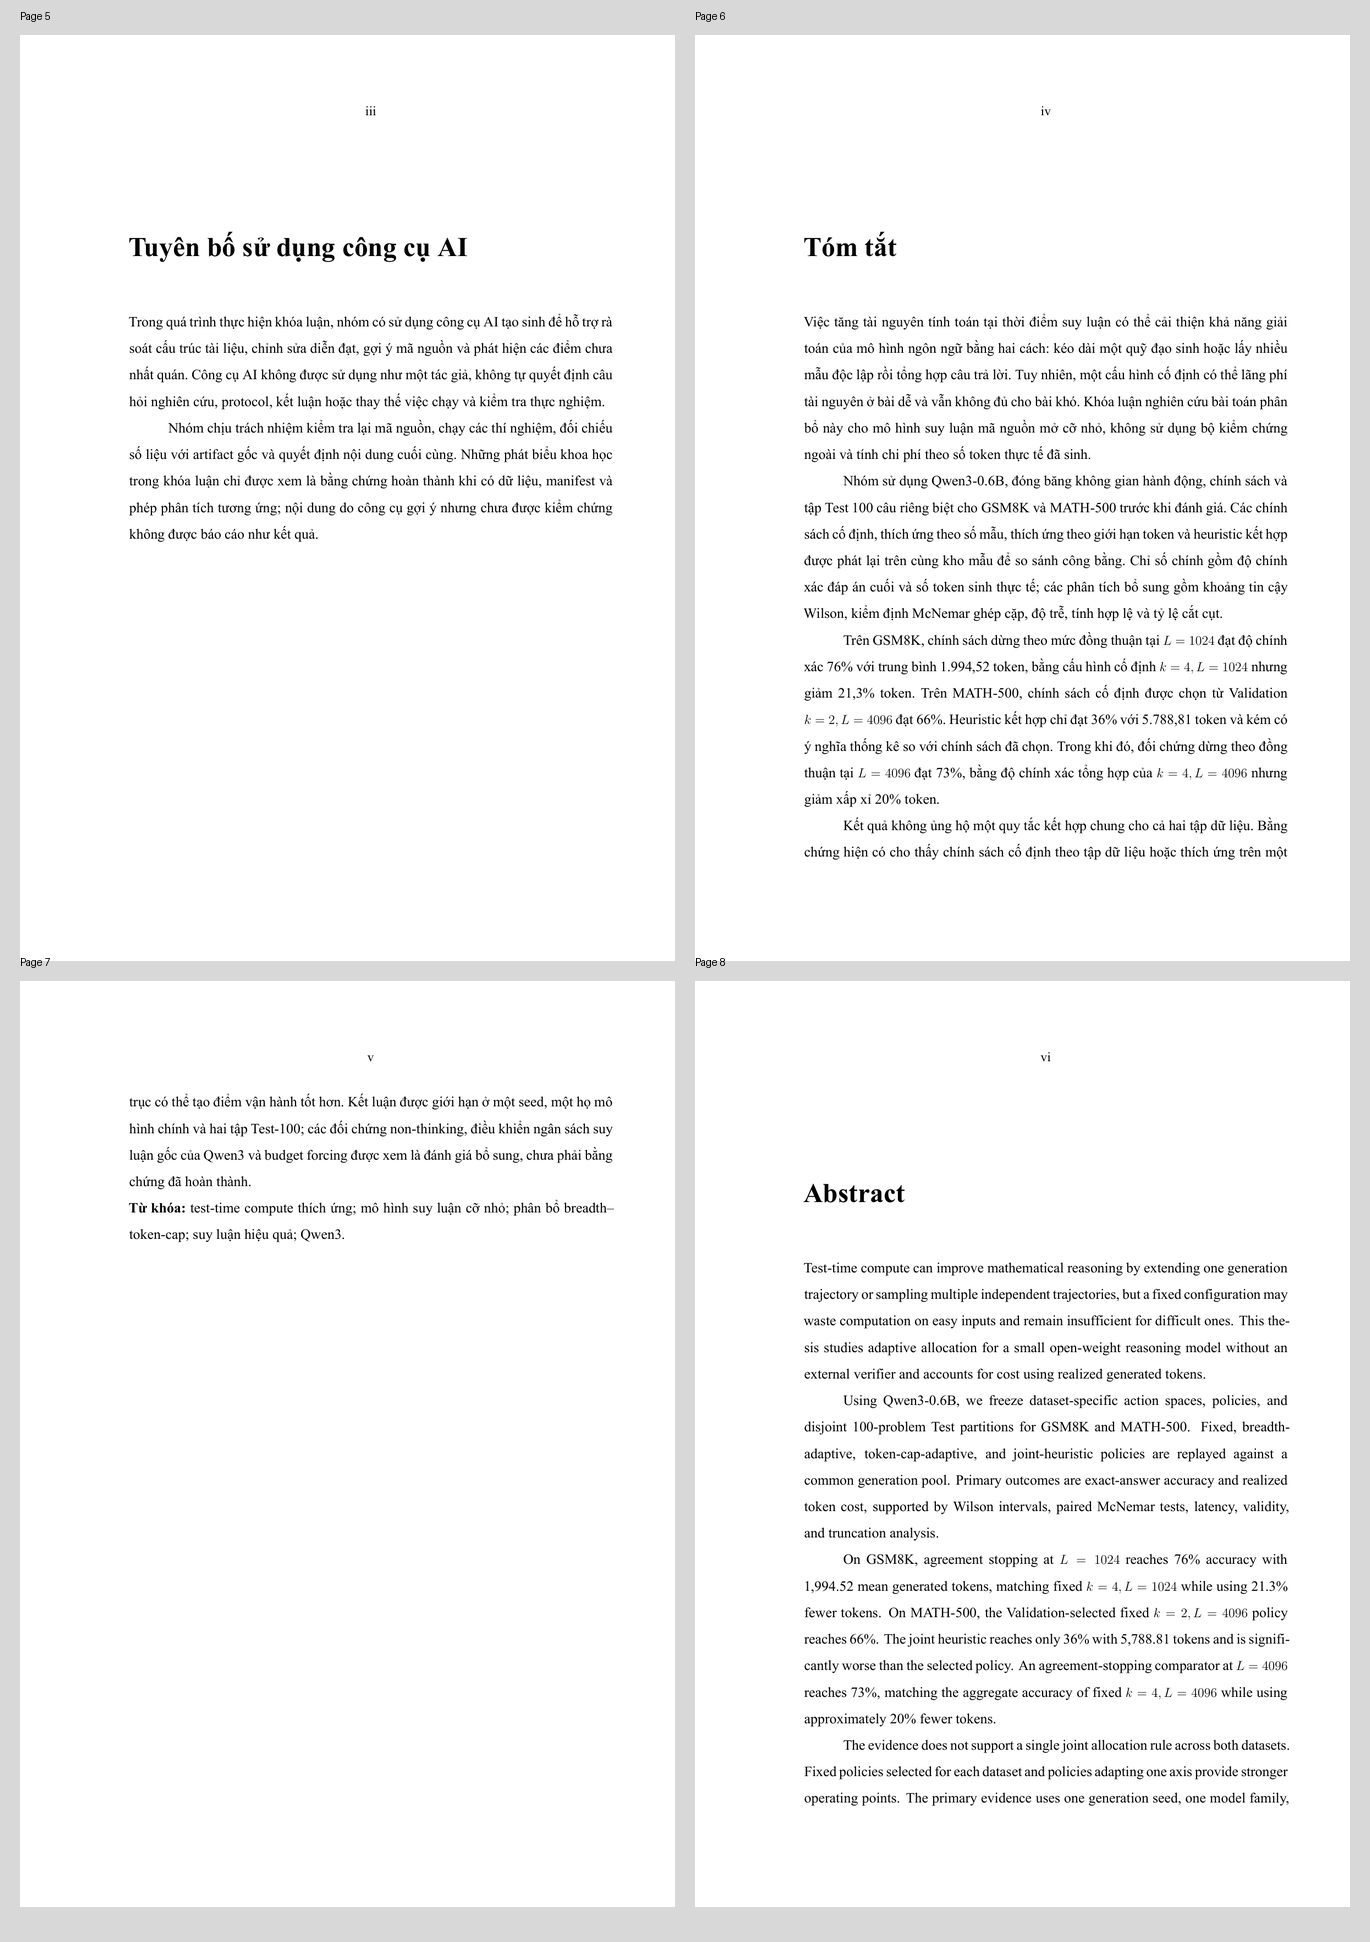 Page 5
iii
Tuyên bố sử dụng công cụ AI
Trong quá trình thực hiện khóa luận, nhóm có sử dụng công cụ AI tạo sinh để hỗ trợ rà
soát cấu trúc tài liệu, chỉnh sửa diễn đạt, gợi ý mã nguồn và phát hiện các điểm chưa
nhất quán. Công cụ AI không được sử dụng như một tác giả, không tự quyết định câu
hỏi nghiên cứu, protocol, kết luận hoặc thay thế việc chạy và kiểm tra thực nghiệm.
Nhóm chịu trách nhiệm kiểm tra lại mã nguồn, chạy các thí nghiệm, đối chiếu
số liệu với artifact gốc và quyết định nội dung cuối cùng. Những phát biểu khoa học
trong khóa luận chỉ được xem là bằng chứng hoàn thành khi có dữ liệu, manifest và
phép phân tích tương ứng; nội dung do công cụ gợi ý nhưng chưa được kiểm chứng
không được báo cáo như kết quả.
Page 6
iv
Tóm tắt
Việc tăng tài nguyên tính toán tại thời điểm suy luận có thể cải thiện khả năng giải
toán của mô hình ngôn ngữ bằng hai cách: kéo dài một quỹ đạo sinh hoặc lấy nhiều
mẫu độc lập rồi tổng hợp câu trả lời. Tuy nhiên, một cấu hình cố định có thể lãng phí
tài nguyên ở bài dễ và vẫn không đủ cho bài khó. Khóa luận nghiên cứu bài toán phân
bổ này cho mô hình suy luận mã nguồn mở cỡ nhỏ, không sử dụng bộ kiểm chứng
ngoài và tính chi phí theo số token thực tế đã sinh.
Nhóm sử dụng Qwen3-0.6B, đóng băng không gian hành động, chính sách và
tập Test 100 câu riêng biệt cho GSM8K và MATH-500 trước khi đánh giá. Các chính
sách cố định, thích ứng theo số mẫu, thích ứng theo giới hạn token và heuristic kết hợp
được phát lại trên cùng kho mẫu để so sánh công bằng. Chỉ số chính gồm độ chính
xác đáp án cuối và số token sinh thực tế; các phân tích bổ sung gồm khoảng tin cậy
Wilson, kiểm định McNemar ghép cặp, độ trễ, tính hợp lệ và tỷ lệ cắt cụt.
Trên GSM8K, chính sách dừng theo mức đồng thuận tại L = 1024 đạt độ chính
xác 76% với trung bình 1.994,52 token, bằng cấu hình cố định k = 4, L = 1024 nhưng
giảm 21,3% token. Trên MATH-500, chính sách cố định được chọn từ Validation
k = 2, L = 4096 đạt 66%. Heuristic kết hợp chỉ đạt 36% với 5.788,81 token và kém có
ý nghĩa thống kê so với chính sách đã chọn. Trong khi đó, đối chứng dừng theo đồng
thuận tại L = 4096 đạt 73%, bằng độ chính xác tổng hợp của k = 4, L = 4096 nhưng
giảm xấp xỉ 20% token.
Kết quả không ủng hộ một quy tắc kết hợp chung cho cả hai tập dữ liệu. Bằng
chứng hiện có cho thấy chính sách cố định theo tập dữ liệu hoặc thích ứng trên một
Page 7
v
trục có thể tạo điểm vận hành tốt hơn. Kết luận được giới hạn ở một seed, một họ mô
hình chính và hai tập Test-100; các đối chứng non-thinking, điều khiển ngân sách suy
luận gốc của Qwen3 và budget forcing được xem là đánh giá bổ sung, chưa phải bằng
chứng đã hoàn thành.
Từ khóa: test-time compute thích ứng; mô hình suy luận cỡ nhỏ; phân bổ breadth–
token-cap; suy luận hiệu quả; Qwen3.
Page 8
vi
Abstract
Test-time compute can improve mathematical reasoning by extending one generation
trajectory or sampling multiple independent trajectories, but a fixed configuration may
waste computation on easy inputs and remain insufficient for difficult ones. This the-
sis studies adaptive allocation for a small open-weight reasoning model without an
external verifier and accounts for cost using realized generated tokens.
Using Qwen3-0.6B, we freeze dataset-specific action spaces, policies, and
disjoint 100-problem Test partitions for GSM8K and MATH-500. Fixed, breadth-
adaptive, token-cap-adaptive, and joint-heuristic policies are replayed against a
common generation pool. Primary outcomes are exact-answer accuracy and realized
token cost, supported by Wilson intervals, paired McNemar tests, latency, validity,
and truncation analysis.
On GSM8K, agreement stopping at L = 1024 reaches 76% accuracy with
1,994.52 mean generated tokens, matching fixed k = 4, L = 1024 while using 21.3%
fewer tokens. On MATH-500, the Validation-selected fixed k = 2, L = 4096 policy
reaches 66%. The joint heuristic reaches only 36% with 5,788.81 tokens and is signifi-
cantly worse than the selected policy. An agreement-stopping comparator at L = 4096
reaches 73%, matching the aggregate accuracy of fixed k = 4, L = 4096 while using
approximately 20% fewer tokens.
The evidence does not support a single joint allocation rule across both datasets.
Fixed policies selected for each dataset and policies adapting one axis provide stronger
operating points. The primary evidence uses one generation seed, one model family,